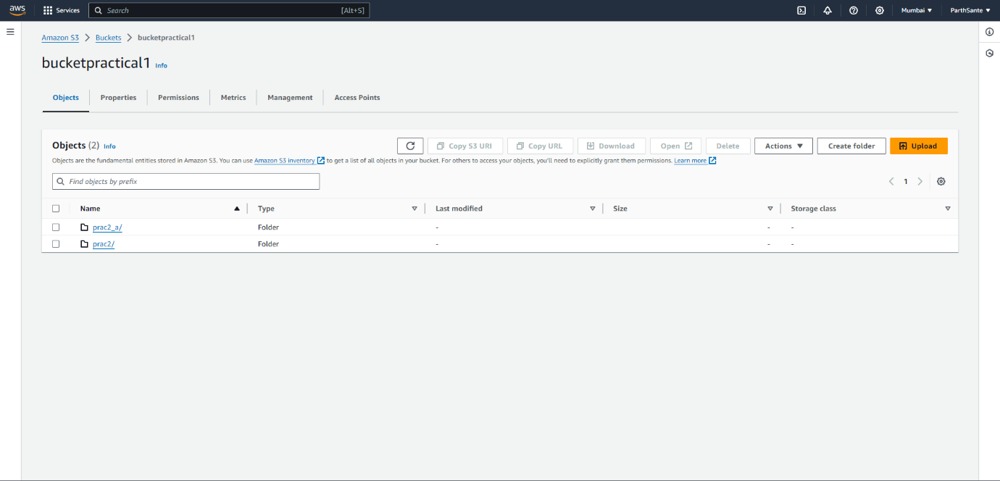 aws Services Search [Alt+S] Mumbai ▼ ParthSante ▼
Amazon S3 > Buckets > bucketpractical1
bucketpractical1 Info
Objects Properties Permissions Metrics Management Access Points
Objects (2) Info Copy S3 URI Copy URL Download Open Delete Actions ▼ Create folder Upload
Objects are the fundamental entities stored in Amazon S3. You can use Amazon S3 inventory to get a list of all objects in your bucket. For others to access your objects, you'll need to explicitly grant them permissions. Learn more
Find objects by prefix < 1 >
Name Type Last modified Size Storage class
prac2_a/ Folder - - -
prac2/ Folder - - -